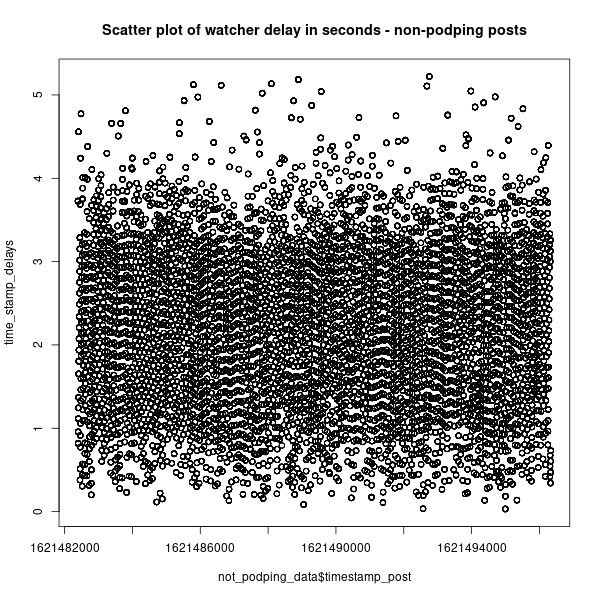 Scatter plot of watcher delay in seconds - non-podping posts
time_stamp_delays
5
4
3
2
1
0
1621482000 1621486000 1621490000 1621494000
not_podping_data$timestamp_post